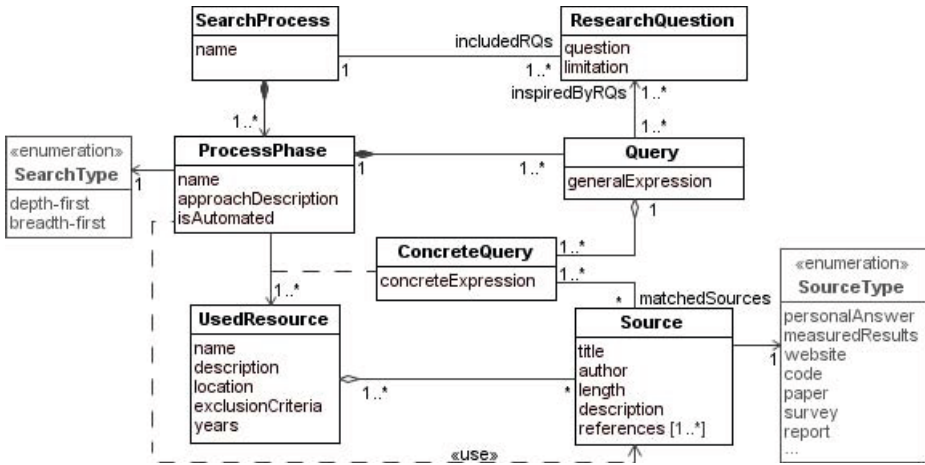 SearchProcess
name
includedRQs
1
1..*
ResearchQuestion
question
limitation
inspiredByRQs
1..*
1..*
1..*
«enumeration»
SearchType
depth-first
breadth-first
1
ProcessPhase
name
approachDescription
isAutomated
1
1..*
Query
generalExpression
1
1..*
ConcreteQuery
concreteExpression
1..*
1..*
* matchedSources
«enumeration»
SourceType
personalAnswer
measuredResults
website
code
paper
survey
report
...
1
UsedResource
name
description
location
exclusionCriteria
years
1..*
*
Source
title
author
length
description
references [1..*]
«use»